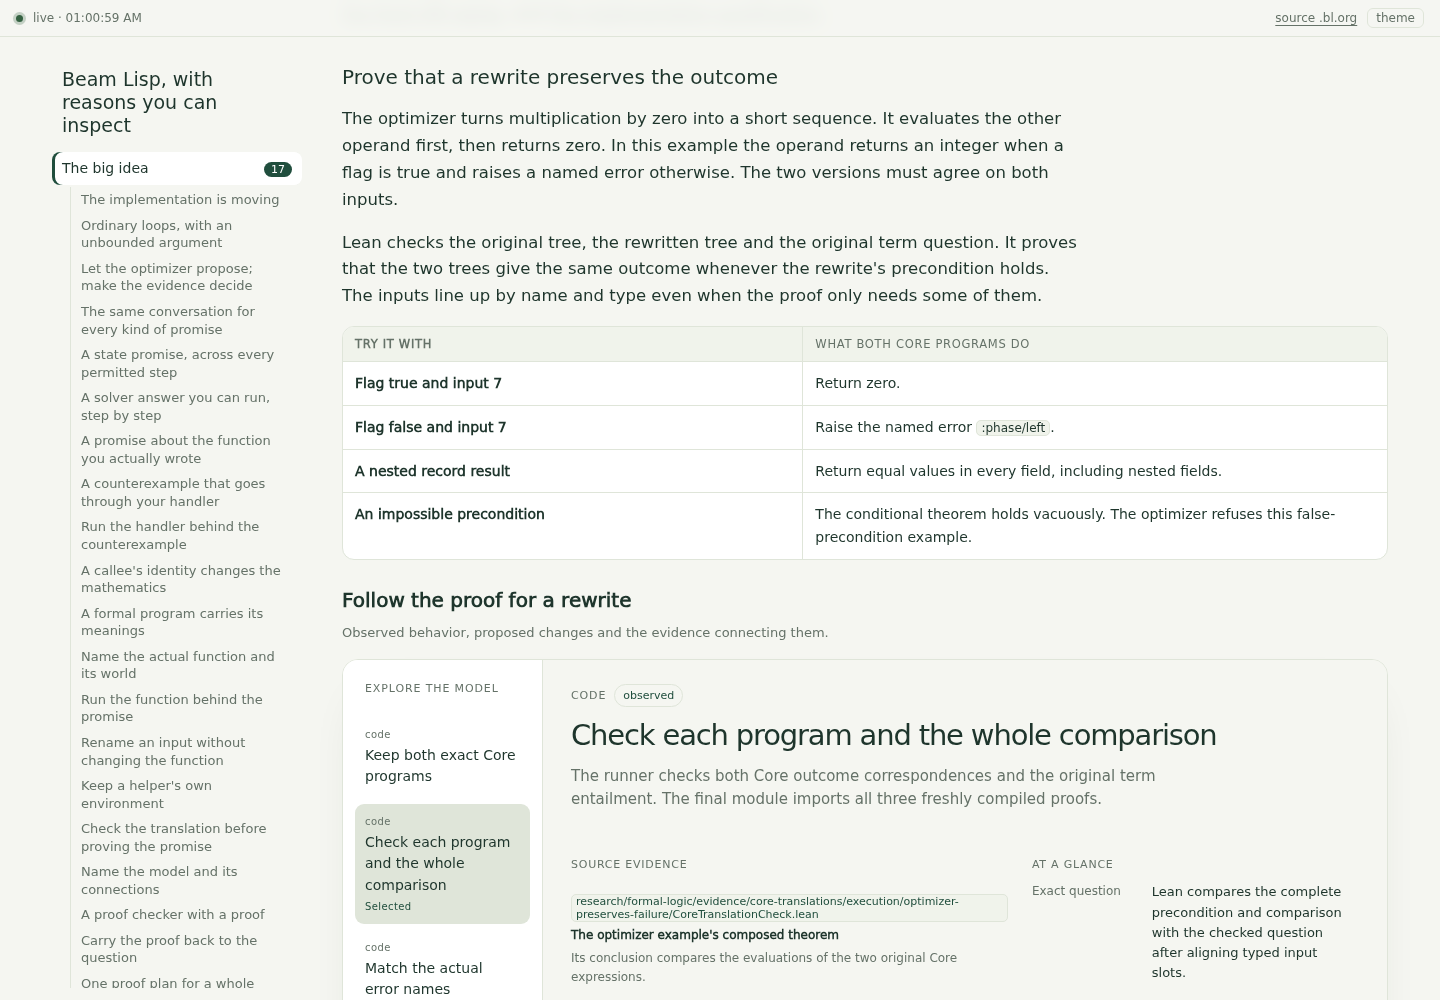 live · 01:00:59 AM
source .bl.org
theme
Beam Lisp, with
reasons you can
inspect
The big idea
17
The implementation is moving
Ordinary loops, with an
unbounded argument
Let the optimizer propose;
make the evidence decide
The same conversation for
every kind of promise
A state promise, across every
permitted step
A solver answer you can run,
step by step
A promise about the function
you actually wrote
A counterexample that goes
through your handler
Run the handler behind the
counterexample
A callee's identity changes the
mathematics
A formal program carries its
meanings
Name the actual function and
its world
Run the function behind the
promise
Rename an input without
changing the function
Keep a helper's own
environment
Check the translation before
proving the promise
Name the model and its
connections
A proof checker with a proof
Carry the proof back to the
question
One proof plan for a whole
Prove that a rewrite preserves the outcome
The optimizer turns multiplication by zero into a short sequence. It evaluates the other
operand first, then returns zero. In this example the operand returns an integer when a
flag is true and raises a named error otherwise. The two versions must agree on both
inputs.
Lean checks the original tree, the rewritten tree and the original term question. It proves
that the two trees give the same outcome whenever the rewrite's precondition holds.
The inputs line up by name and type even when the proof only needs some of them.
TRY IT WITH
WHAT BOTH CORE PROGRAMS DO
Flag true and input 7
Return zero.
Flag false and input 7
Raise the named error :phase/left.
A nested record result
Return equal values in every field, including nested fields.
An impossible precondition
The conditional theorem holds vacuously. The optimizer refuses this false-
precondition example.
Follow the proof for a rewrite
Observed behavior, proposed changes and the evidence connecting them.
EXPLORE THE MODEL
code
Keep both exact Core
programs
code
Check each program
and the whole
comparison
Selected
code
Match the actual
error names
CODE
observed
Check each program and the whole comparison
The runner checks both Core outcome correspondences and the original term
entailment. The final module imports all three freshly compiled proofs.
SOURCE EVIDENCE
research/formal-logic/evidence/core-translations/execution/optimizer-
preserves-failure/CoreTranslationCheck.lean
The optimizer example's composed theorem
Its conclusion compares the evaluations of the two original Core
expressions.
AT A GLANCE
Exact question
Lean compares the complete
precondition and comparison
with the checked question
after aligning typed input
slots.